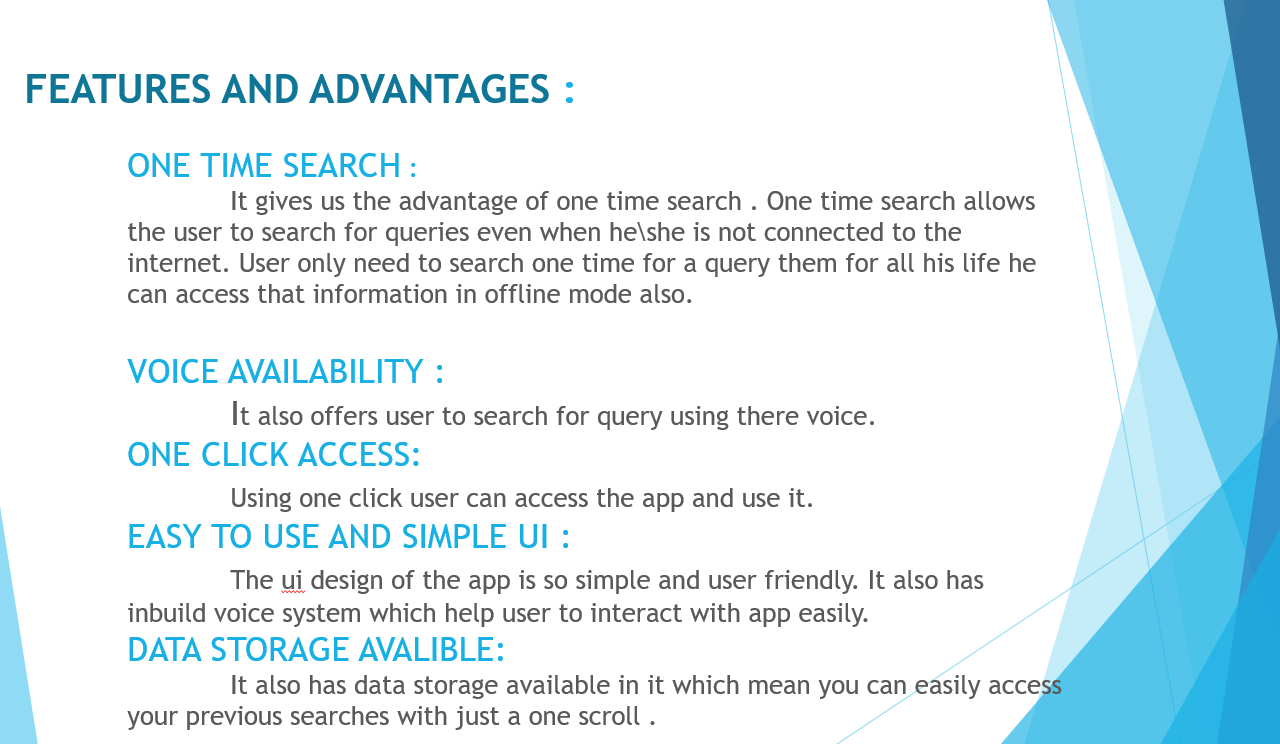 FEATURES AND ADVANTAGES :
ONE TIME SEARCH :
It gives us the advantage of one time search . One time search allows
the user to search for queries even when he\she is not connected to the
internet. User only need to search one time for a query them for all his life he
can access that information in offline mode also.
VOICE AVAILABILITY :
It also offers user to search for query using there voice.
ONE CLICK ACCESS:
Using one click user can access the app and use it.
EASY TO USE AND SIMPLE UI :
The ui design of the app is so simple and user friendly. It also has
inbuild voice system which help user to interact with app easily.
DATA STORAGE AVALIBLE:
It also has data storage available in it which mean you can easily access
your previous searches with just a one scroll .